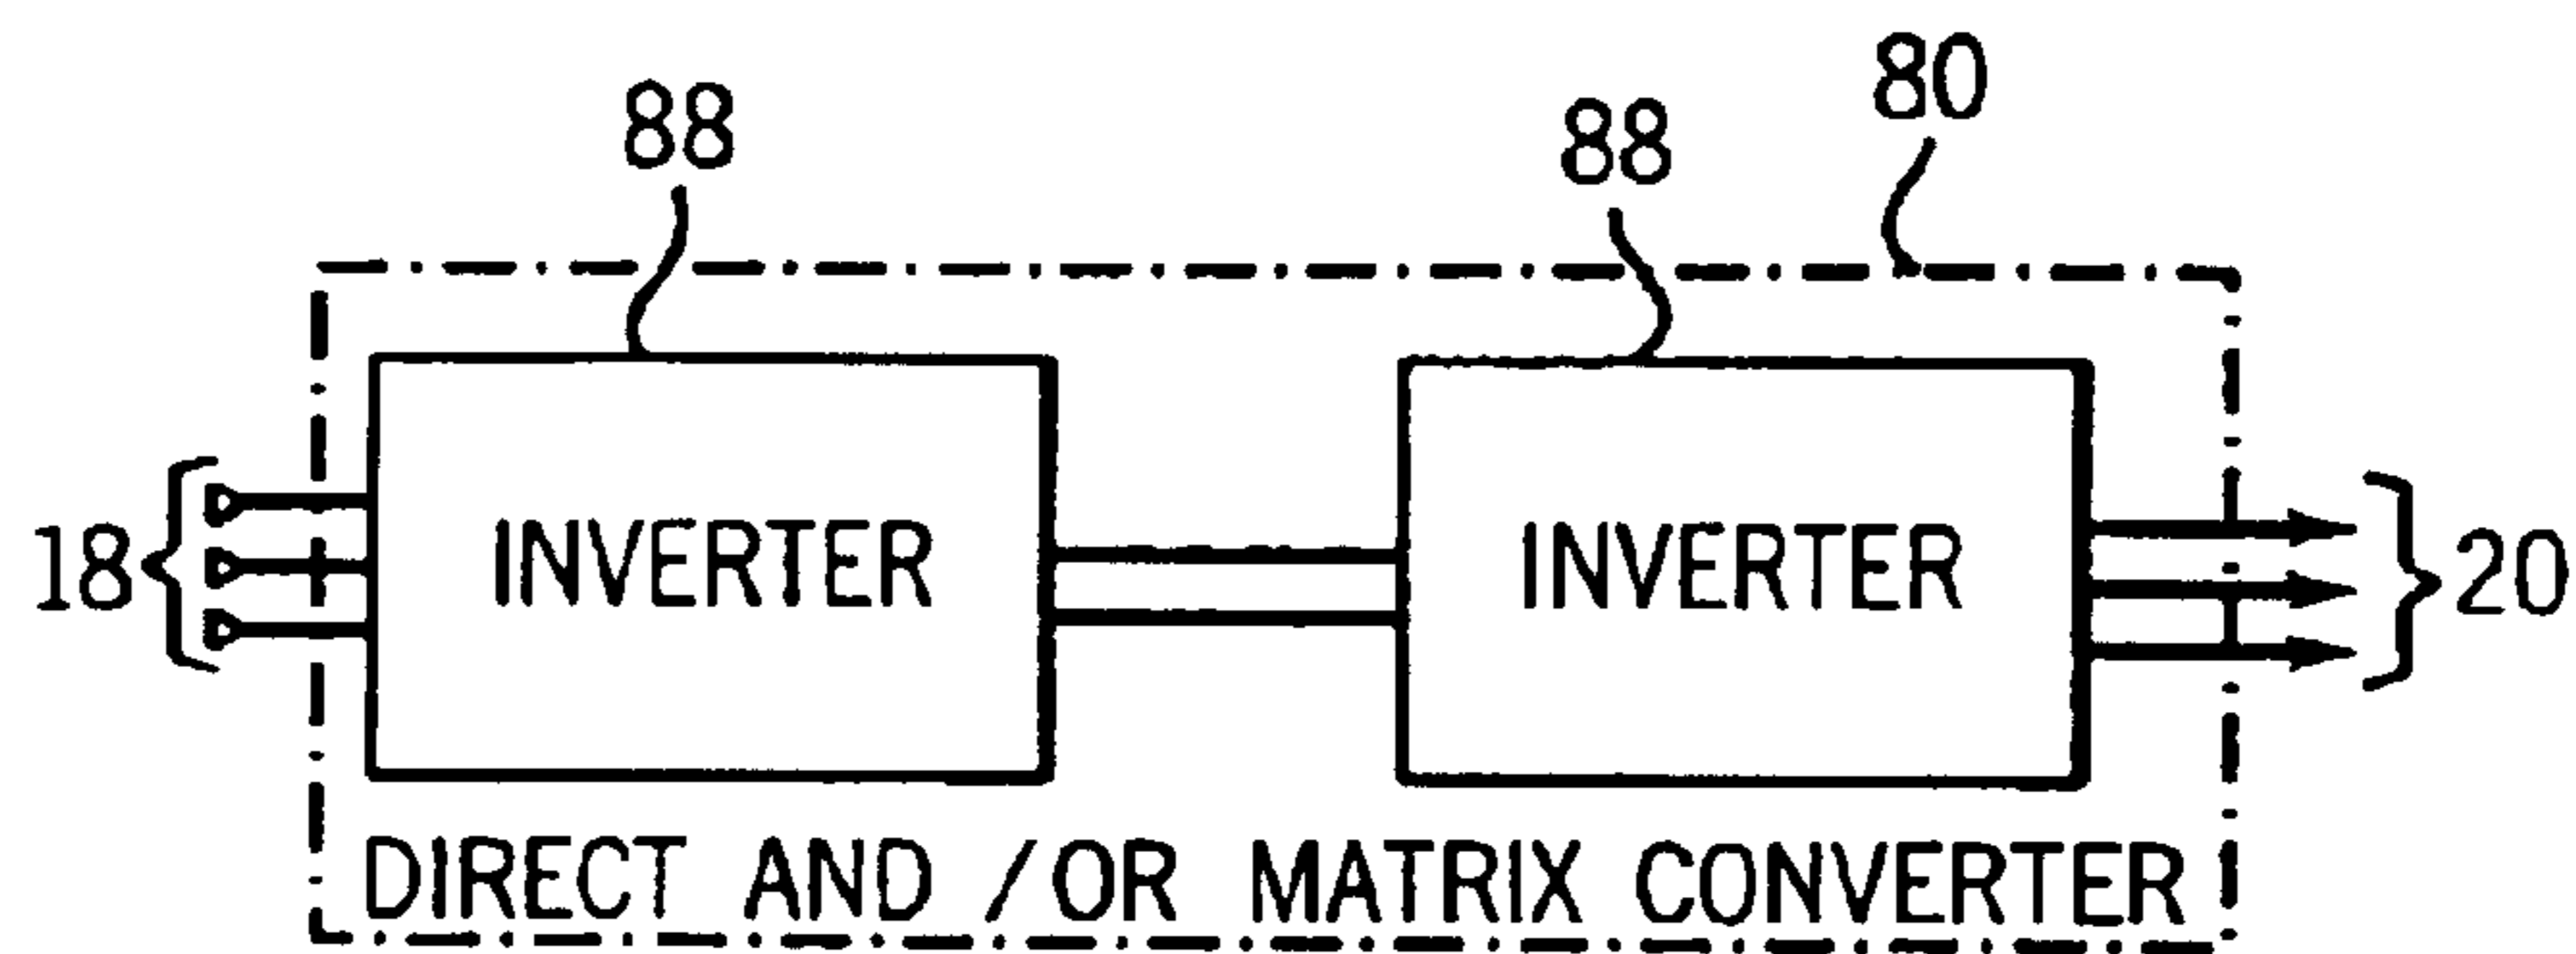 88
88
80
18
INVERTER
INVERTER
20
DIRECT AND /OR MATRIX CONVERTER